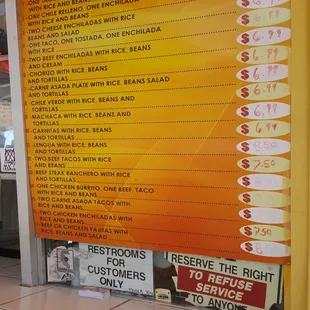 WITH RICE AND
ONE CHILE RELLENO, ONE ENCHILADA
WITH RICE AND BEANS
$6.99
TWO CHEESE ENCHILADAS WITH RICE
BEANS AND SALAD
$6.99
ONE TACO, ONE TOSTADA, ONE ENCHILADA
WITH RICE
$6.99
TWO BEEF ENCHILADAS WITH RICE, BEANS
AND CREAM
$6.99
CHORIZO WITH RICE, BEANS
AND TORTILLAS
$6.99
CARNE ASADA PLATE WITH RICE, BEANS SALAD
AND TORTILLAS
$6.99
CHILE VERDE WITH RICE, BEANS AND
TORTILLAS
$6.99
MACHACA WITH RICE, BEANS AND
TORTILLAS
$6.99
CARNITAS WITH RICE, BEANS
AND TORTILLAS
$8.50
LENGUA WITH RICE, BEANS
AND TORTILLAS
$7.50
TWO BEEF TACOS WITH RICE
AND BEANS
$
BEEF STEAK RANCHERO WITH RICE
AND TORTILLAS
$
ONE CHICKEN BURRITO, ONE BEEF, TACO
WITH RICE AND BEANS
$
TWO CARNE ASADA TACOS WITH
RICE AND BEANS
$7.50
TWO CHICKEN ENCHILADAS WITH
RICE, BEANS AND SALAD
$
BEEF OR CHICKEN FAJITAS WITH
RICE AND BEANS
RESTROOMS
FOR
CUSTOMERS
ONLY
Thank You
RESERVE THE RIGHT
TO REFUSE
SERVICE
TO ANYONE